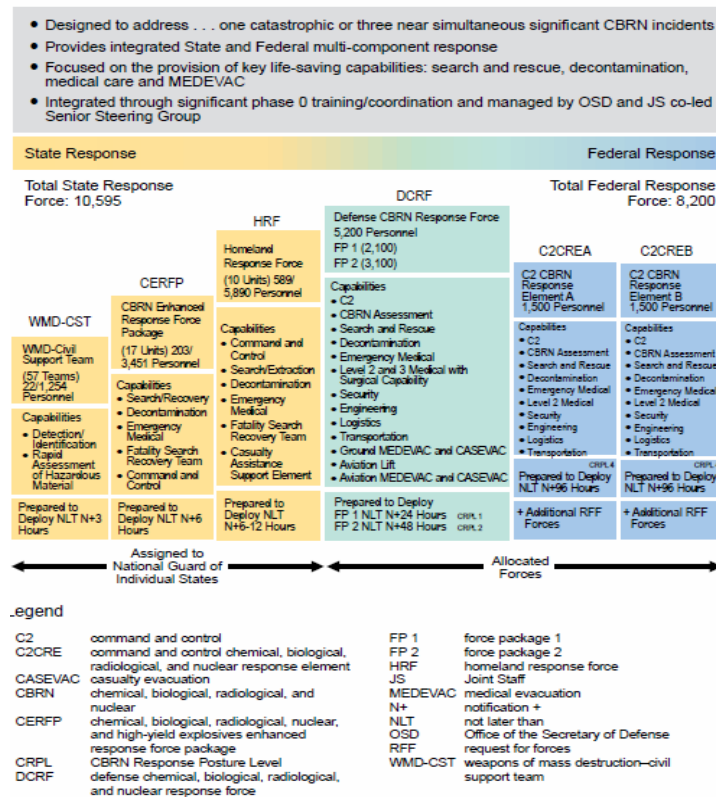 • Designed to address . . . one catastrophic or three near simultaneous significant CBRN incidents
• Provides integrated State and Federal multi-component response
• Focused on the provision of key life-saving capabilities: search and rescue, decontamination,
medical care and MEDEVAC
• Integrated through significant phase 0 training/coordination and managed by OSD and JS co-led
Senior Steering Group
State Response
Federal Response
Total State Response
Force: 10,595
Total Federal Response
Force: 8,200
WMD-CST
WMD-Civil
Support Team
(57 Teams)
22/1,254
Personnel
Capabilities
• Detection/
Identification
• Rapid
Assessment
of Hazardous
Material
Prepared to
Deploy NLT N+3
Hours
CERFP
CBRN Enhanced
Response Force
Package
(17 Units) 203/
3,451 Personnel
Capabilities
• Search/Recovery
• Decontamination
• Emergency
Medical
• Fatality Search
Recovery Team
• Command and
Control
Prepared to
Deploy NLT N+6
Hours
HRF
Homeland
Response Force
(10 Units) 589/
5,890 Personnel
Capabilities
• Command and
Control
• Search/Extraction
• Decontamination
• Emergency
Medical
• Fatality Search
Recovery Team
• Casualty
Assistance
Support Element
Prepared to
Deploy NLT
N+6-12 Hours
DCRF
Defense CBRN Response Force
5,200 Personnel
FP 1 (2,100)
FP 2 (3,100)
Capabilities
• C2
• CBRN Assessment
• Search and Rescue
• Decontamination
• Emergency Medical
• Level 2 and 3 Medical with
Surgical Capability
• Security
• Engineering
• Logistics
• Transportation
• Ground MEDEVAC and CASEVAC
• Aviation Lift
• Aviation MEDEVAC and CASEVAC
Prepared to Deploy
FP 1 NLT N+24 Hours CRPL 1
FP 2 NLT N+48 Hours CRPL 2
C2CREA
C2 CBRN
Response
Element A
1,500 Personnel
Capabilities
• C2
• CBRN Assessment
• Search and Rescue
• Decontamination
• Emergency Medical
• Level 2 Medical
• Security
• Engineering
• Logistics
• Transportation
CRPL 4
Prepared to Deploy
NLT N+96 Hours
+ Additional RFF
Forces
C2CREB
C2 CBRN
Response
Element B
1,500 Personnel
Capabilities
• C2
• CBRN Assessment
• Search and Rescue
• Decontamination
• Emergency Medical
• Level 2 Medical
• Security
• Engineering
• Logistics
• Transportation
CRPL
Prepared to Deploy
NLT N+96 Hours
+ Additional RFF
Forces
Assigned to
National Guard of
Individual States
Allocated
Forces
Legend
C2 command and control
C2CRE command and control chemical, biological,
radiological, and nuclear response element
CASEVAC casualty evacuation
CBRN chemical, biological, radiological, and
nuclear
CERFP chemical, biological, radiological, nuclear,
and high-yield explosives enhanced
response force package
CRPL CBRN Response Posture Level
DCRF defense chemical, biological, radiological,
and nuclear response force
FP 1 force package 1
FP 2 force package 2
HRF homeland response force
JS Joint Staff
MEDEVAC medical evacuation
N+ notification +
NLT not later than
OSD Office of the Secretary of Defense
RFF request for forces
WMD-CST weapons of mass destruction–civil
support team